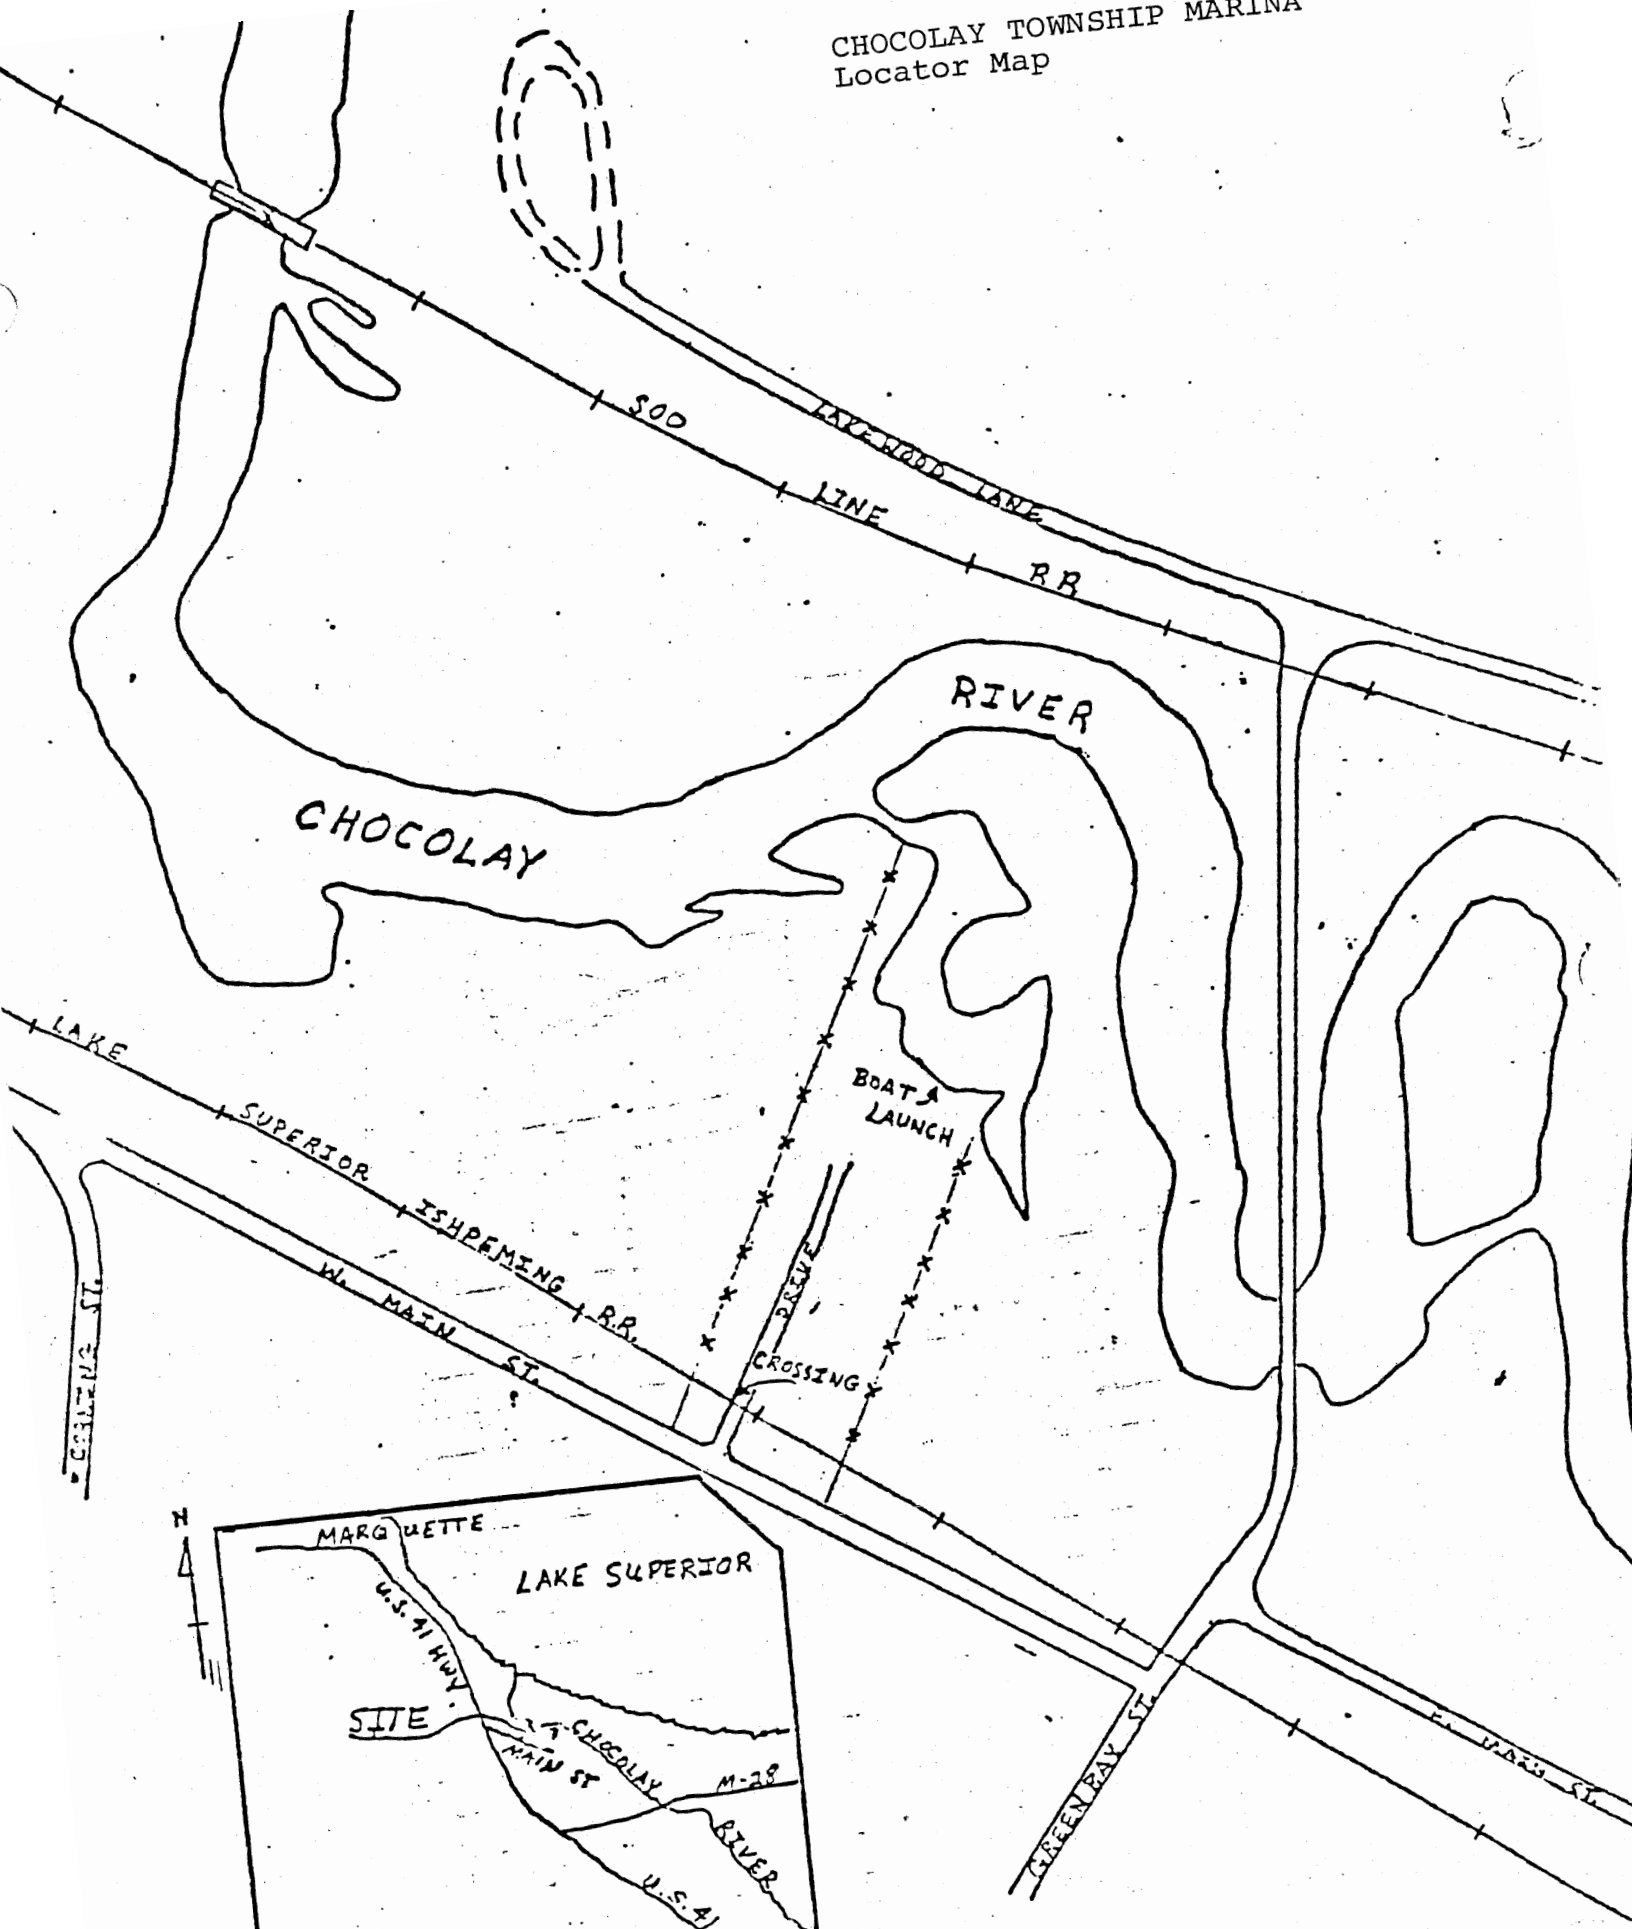 CHOCOLAY TOWNSHIP MARINA
Locator Map
SOO
LINE
RR
LAKEWOOD LANE
RIVER
CHOCOLAY
BOAT
LAUNCH
LAKE
SUPERIOR
ISHPEMING
R.R.
W.
MAIN
ST.
DRIVE
CROSSING
ST.
N
MARQUETTE
LAKE SUPERIOR
U.S. 41 HWY.
SITE
CHOCOLAY
MAIN ST
M-28
RIVER
U.S. 41
GREEN BAY ST.
E. MAIN ST.